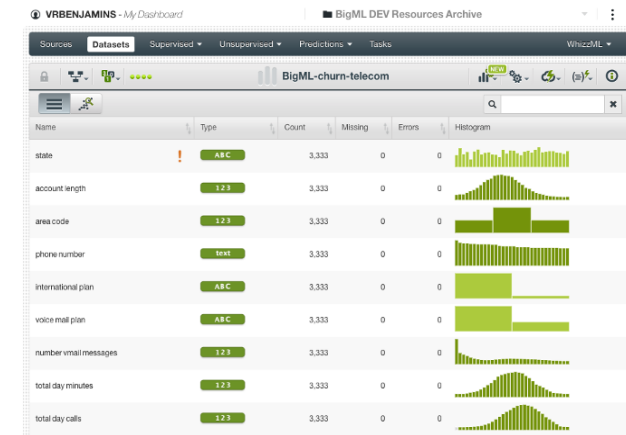 VRBENJAMINS - My Dashboard
BigML DEV Resources Archive
Sources Datasets Supervised Unsupervised Predictions Tasks WhizzML
BigML-churn-telecom NEW
Name Type Count Missing Errors Histogram
state ! ABC 3,333 0 0
account length 123 3,333 0 0
area code 123 3,333 0 0
phone number text 3,333 0 0
international plan ABC 3,333 0 0
voice mail plan ABC 3,333 0 0
number vmail messages 123 3,333 0 0
total day minutes 123 3,333 0 0
total day calls 123 3,333 0 0